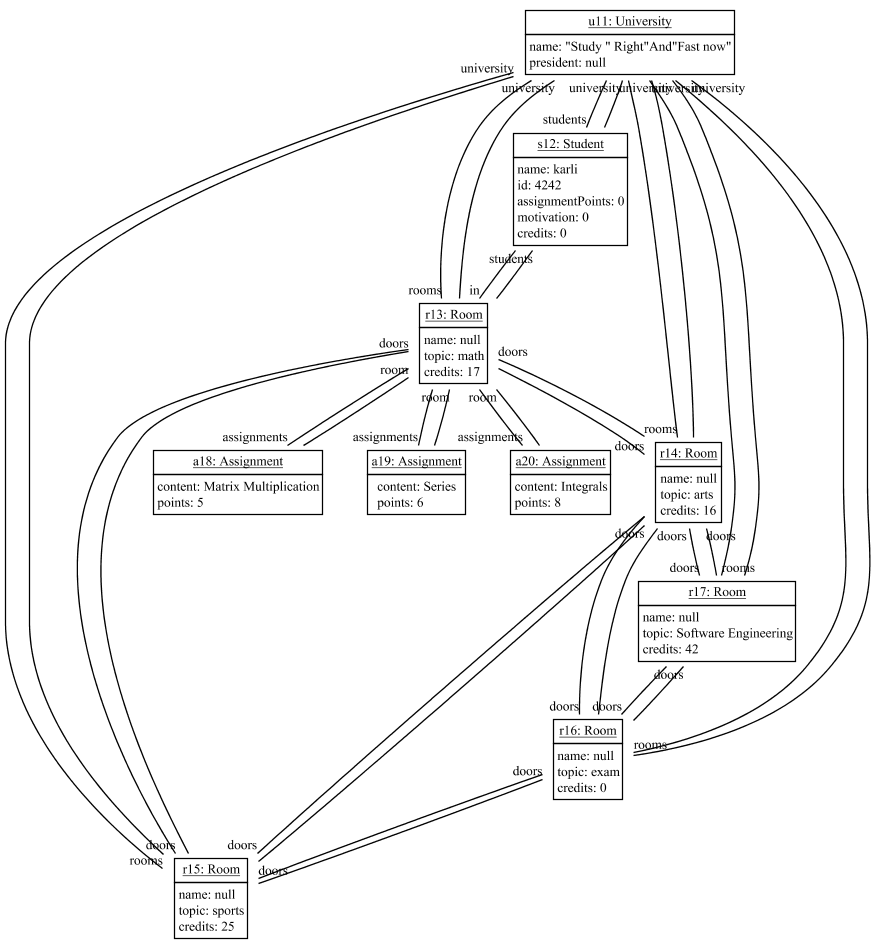 u11: University
name: "Study " Right"And"Fast now"
president: null
university
university
university
university
university
university
students
s12: Student
name: karli
id: 4242
assignmentPoints: 0
motivation: 0
credits: 0
students
rooms
in
r13: Room
name: null
topic: math
credits: 17
doors
doors
room
room
room
assignments
assignments
assignments
rooms
doors
a18: Assignment
content: Matrix Multiplication
points: 5
a19: Assignment
content: Series
points: 6
a20: Assignment
content: Integrals
points: 8
r14: Room
name: null
topic: arts
credits: 16
doors
doors
doors
doors
rooms
r17: Room
name: null
topic: Software Engineering
credits: 42
doors
doors
doors
r16: Room
name: null
topic: exam
credits: 0
rooms
doors
doors
doors
rooms
doors
r15: Room
name: null
topic: sports
credits: 25